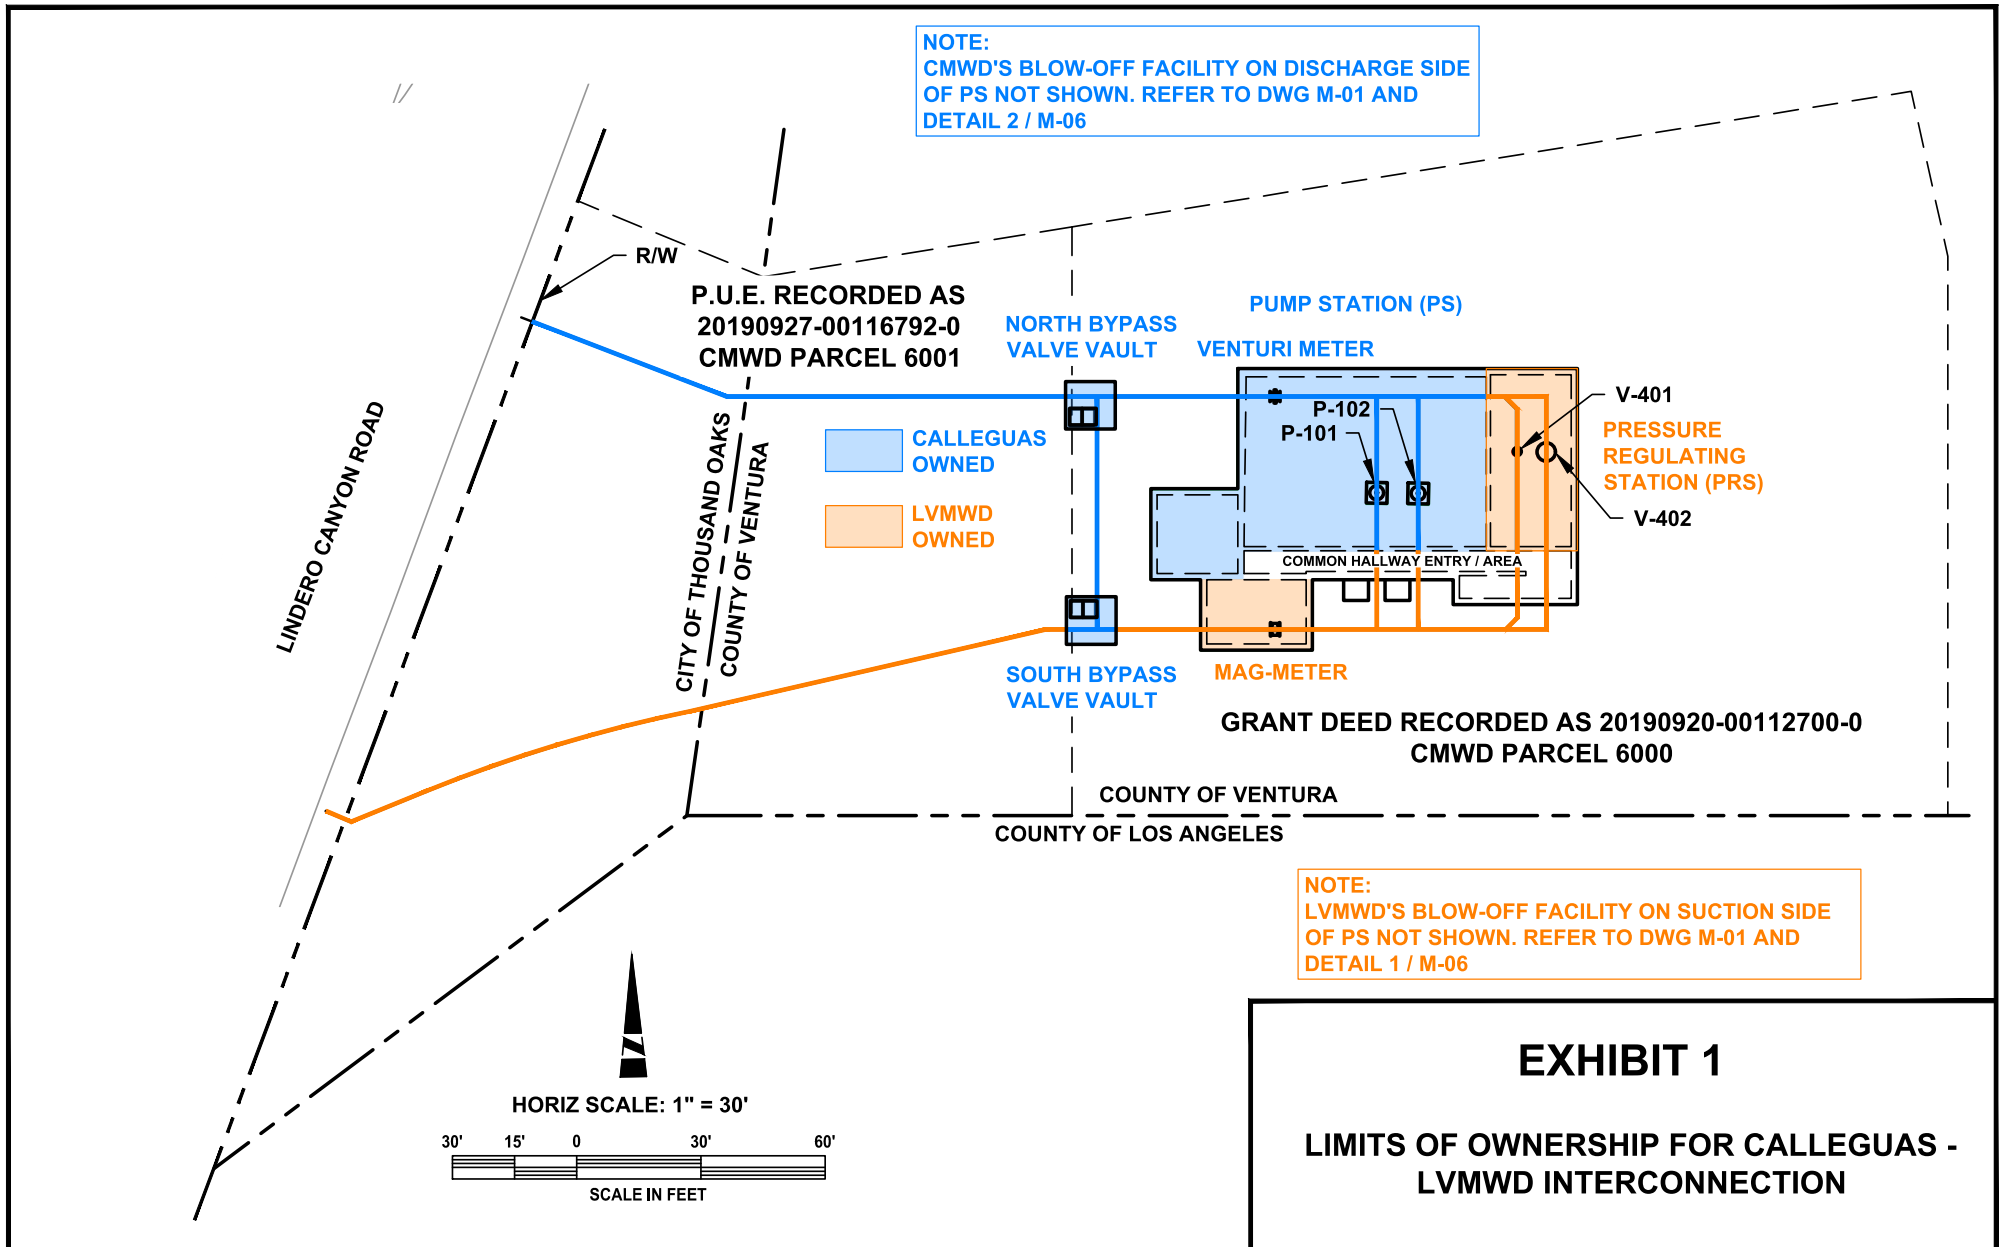 NOTE:
CMWD'S BLOW-OFF FACILITY ON DISCHARGE SIDE
OF PS NOT SHOWN. REFER TO DWG M-01 AND
DETAIL 2 / M-06
R/W
P.U.E. RECORDED AS
20190927-00116792-0
CMWD PARCEL 6001
NORTH BYPASS
VALVE VAULT
PUMP STATION (PS)
VENTURI METER
P-102
P-101
V-401
PRESSURE
REGULATING
STATION (PRS)
V-402
CALLEGUAS
OWNED
LVMWD
OWNED
LINDERO CANYON ROAD
CITY OF THOUSAND OAKS
COUNTY OF VENTURA
COMMON HALLWAY ENTRY / AREA
SOUTH BYPASS
VALVE VAULT
MAG-METER
GRANT DEED RECORDED AS 20190920-00112700-0
CMWD PARCEL 6000
COUNTY OF VENTURA
COUNTY OF LOS ANGELES
NOTE:
LVMWD'S BLOW-OFF FACILITY ON SUCTION SIDE
OF PS NOT SHOWN. REFER TO DWG M-01 AND
DETAIL 1 / M-06
HORIZ SCALE: 1" = 30'
30' 15' 0 30' 60'
SCALE IN FEET
EXHIBIT 1
LIMITS OF OWNERSHIP FOR CALLEGUAS -
LVMWD INTERCONNECTION